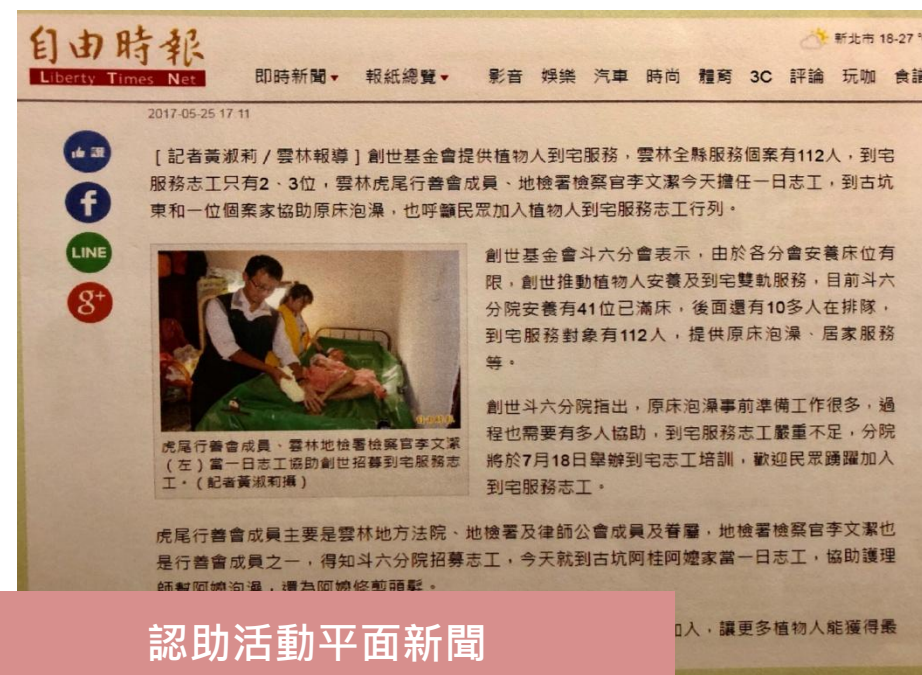 自由時報
Liberty Times Net
新北市 18-27
即時新聞 報紙總覽 影音 娛樂 汽車 時尚 體育 3C 評論 玩咖 食譜
2017-05-25 17:11
讚
[ 記者黃淑莉 / 雲林報導 ] 創世基金會提供植物人到宅服務，雲林全縣服務個案有112人，到宅
服務志工只有2、3位，雲林虎尾行善會成員、地檢署檢察官李文潔今天擔任一日志工，到古坑
東和一位個案家協助原床泡澡，也呼籲民眾加入植物人到宅服務志工行列。
f
LINE
g+
創世基金會斗六分會表示，由於各分會安養床位有
限，創世推動植物人安養及到宅雙軌服務，目前斗六
分院安養有41位已滿床，後面還有10多人在排隊，
到宅服務對象有112人，提供原床泡澡、居家服務
等。
創世斗六分院指出，原床泡澡事前準備工作很多，過
程也需要有多人協助，到宅服務志工嚴重不足，分院
將於7月18日舉辦到宅志工培訓，歡迎民眾踴躍加入
到宅服務志工。
虎尾行善會成員、雲林地檢署檢察官李文潔
（左）當一日志工協助創世招募到宅服務志
工。（記者黃淑莉攝）
虎尾行善會成員主要是雲林地方法院、地檢署及律師公會成員及眷屬，地檢署檢察官李文潔也
是行善會成員之一，得知斗六分院招募志工，今天就到古坑阿桂阿嬤家當一日志工，協助護理
師幫阿嬤泡澡，還為阿嬤修剪頭髮。
加入，讓更多植物人能獲得最
認助活動平面新聞